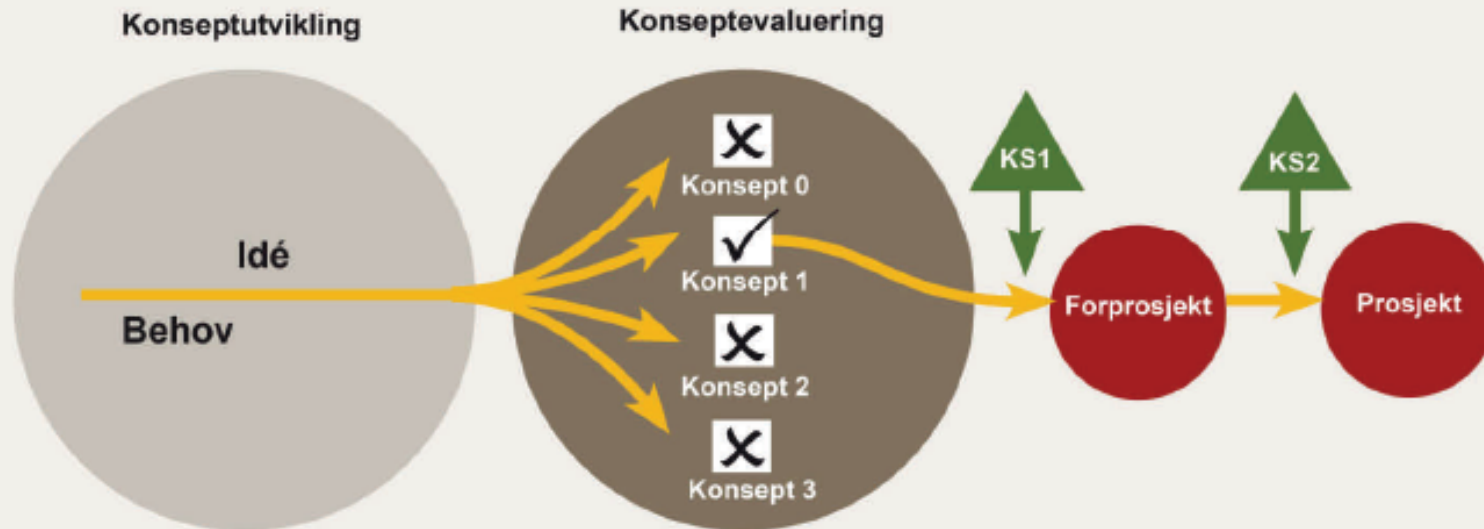 Konseptutvikling
Konseptevaluering
Idé
Behov
Konsept 0
Konsept 1
Konsept 2
Konsept 3
KS1
KS2
Forprosjekt
Prosjekt